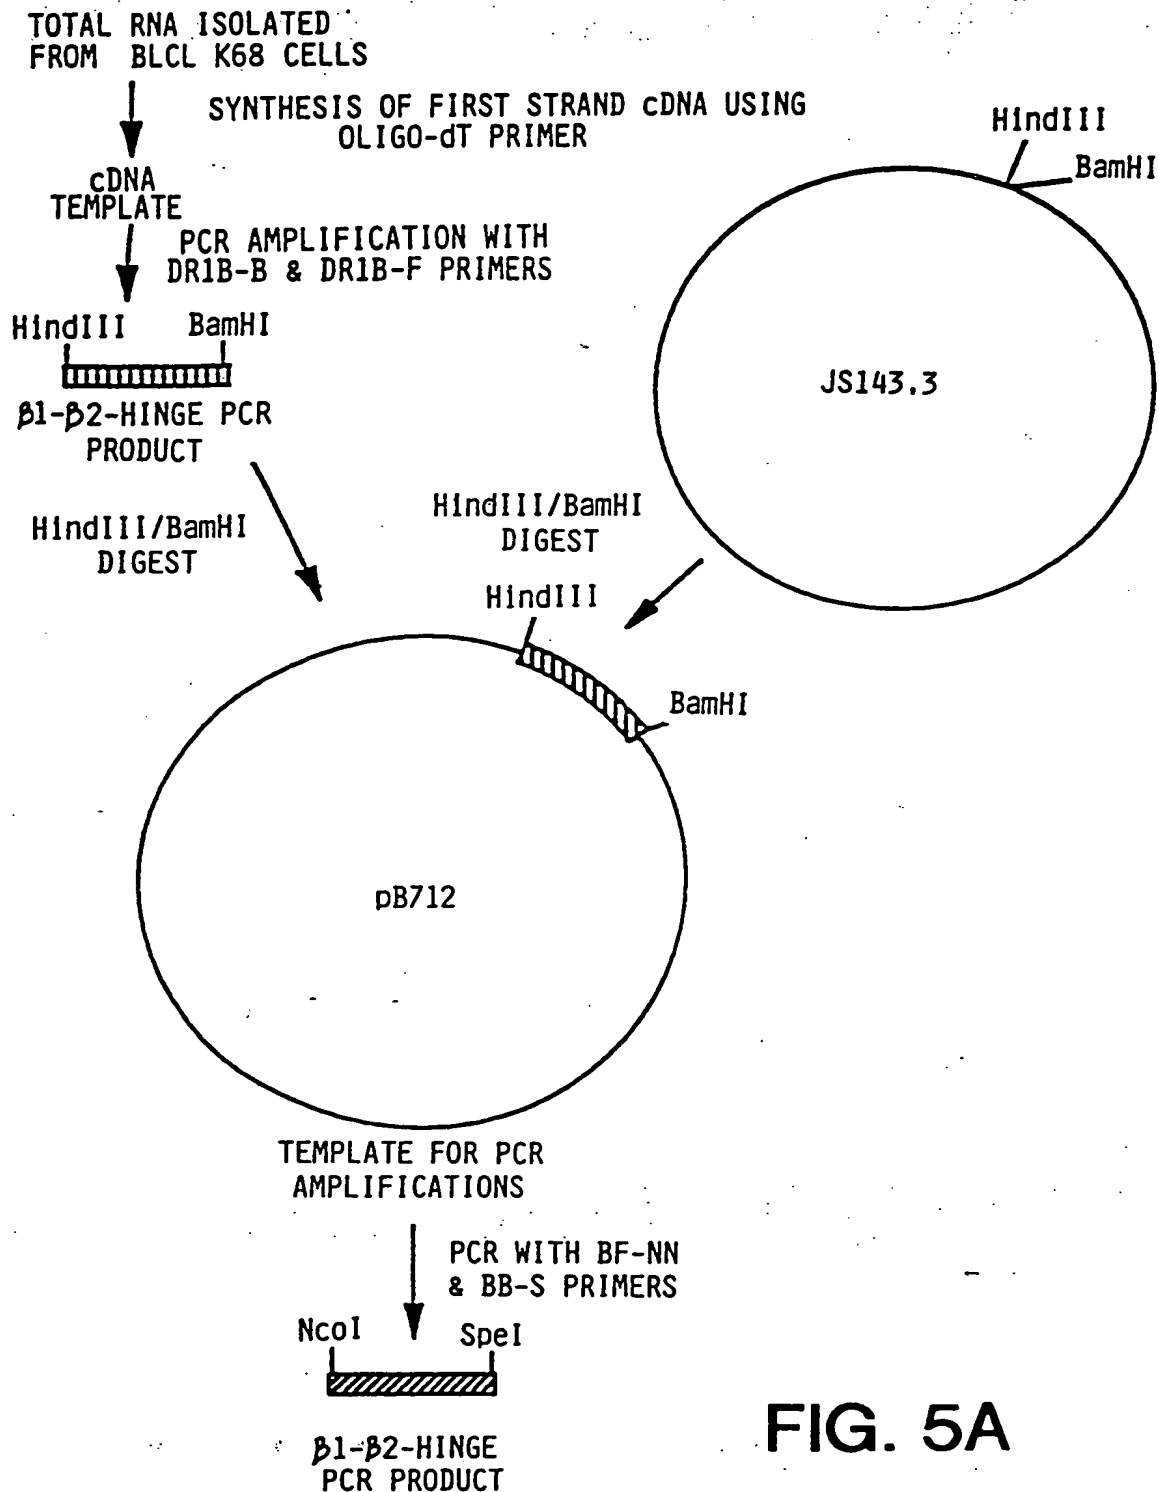 TOTAL RNA ISOLATED
FROM BLCL K68 CELLS
SYNTHESIS OF FIRST STRAND cDNA USING
OLIGO-dT PRIMER
cDNA
TEMPLATE
PCR AMPLIFICATION WITH
DR1B-B & DR1B-F PRIMERS
HindIII BamHI
β1-β2-HINGE PCR
PRODUCT
HindIII/BamHI
DIGEST
HindIII
BamHI
JS143.3
HindIII/BamHI
DIGEST
HindIII
BamHI
pB712
TEMPLATE FOR PCR
AMPLIFICATIONS
PCR WITH BF-NN
& BB-S PRIMERS
NcoI SpeI
β1-β2-HINGE
PCR PRODUCT
FIG. 5A